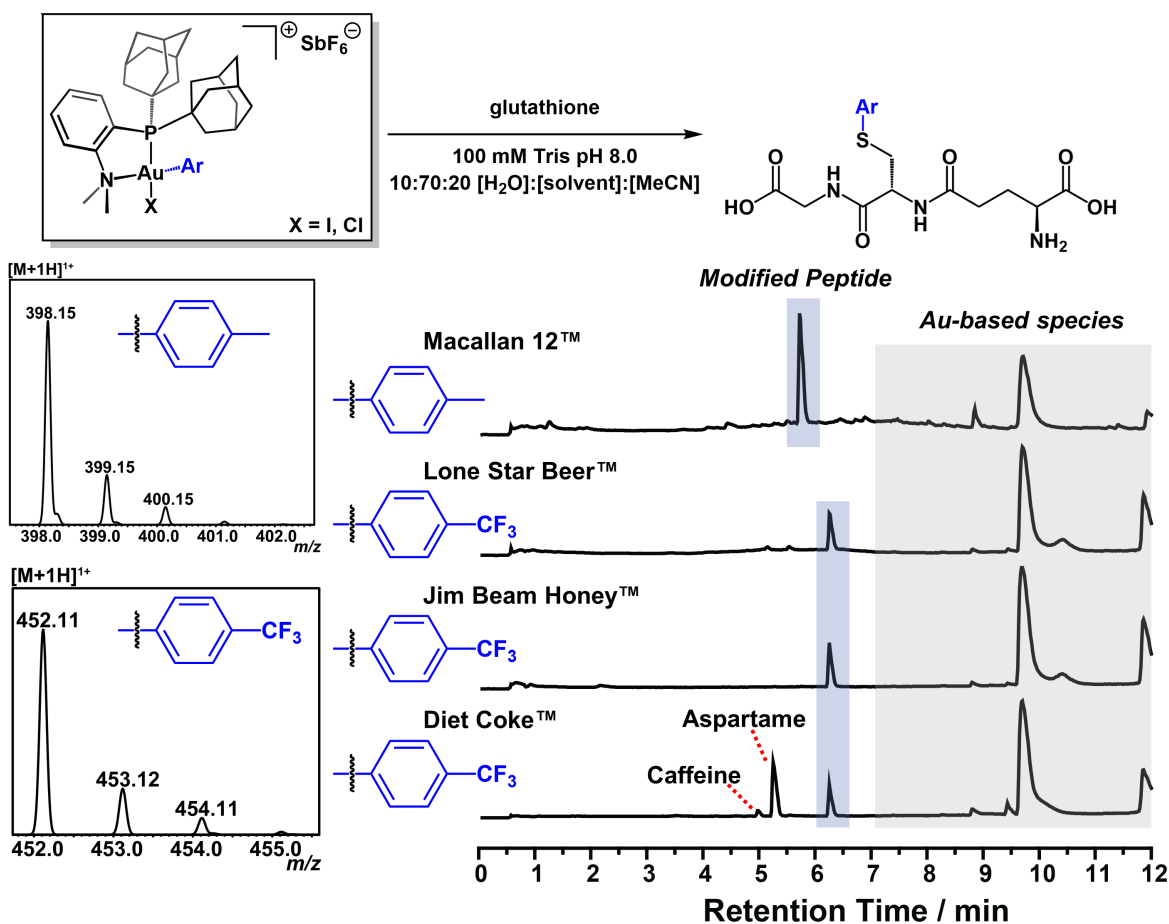 ⊕ SbF6 ⊖
P
Au
Ar
N
X
X = I, Cl
glutathione
100 mM Tris pH 8.0
10:70:20 [H2O]:[solvent]:[MeCN]
Ar
S
O
HO
H
N
O
N
H
O
O
OH
NH2
[M+1H]1+
398.15
399.15
400.15
398.0 399.0 400.0 401.0 402.0
m/z
[M+1H]1+
CF3
452.11
453.12
454.11
452.0 453.0 454.0 455.0
m/z
Modified Peptide
Au-based species
Macallan 12™
Lone Star Beer™
CF3
Jim Beam Honey™
CF3
Diet Coke™
CF3
Aspartame
Caffeine
0 1 2 3 4 5 6 7 8 9 10 11 12
Retention Time / min